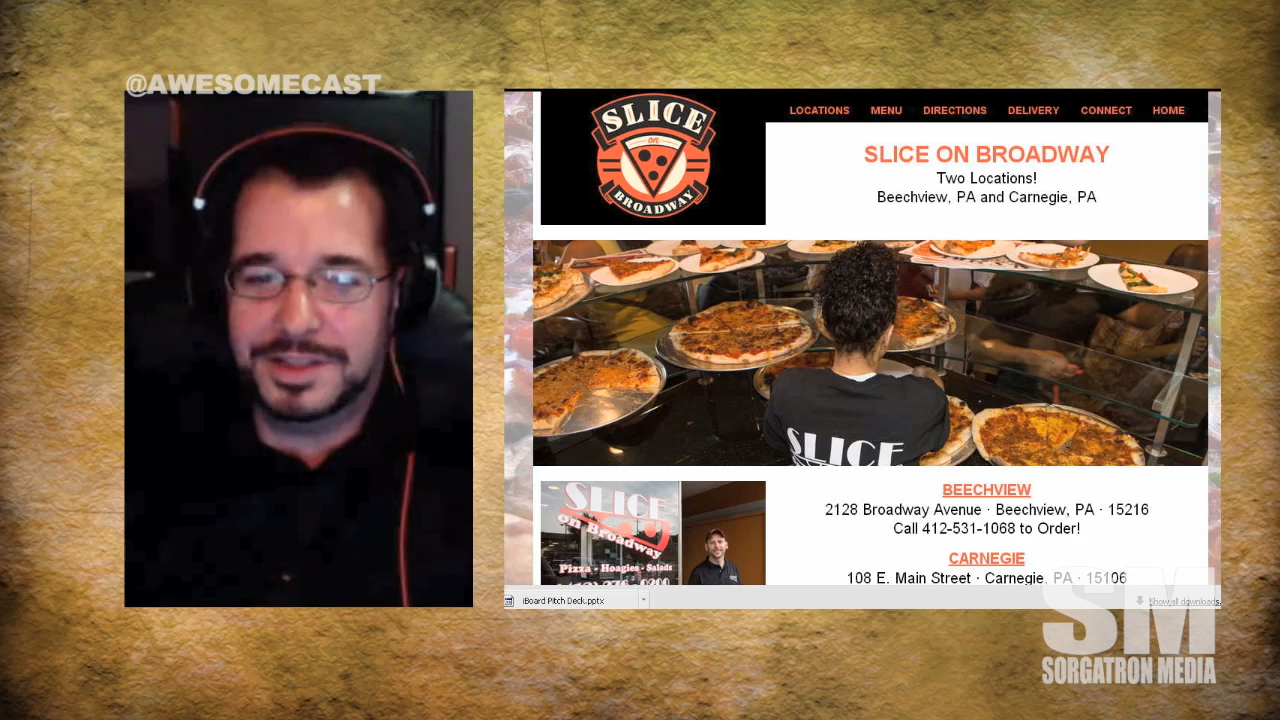 @AWESOMECAST
SLICE
on
BROADWAY
LOCATIONS MENU DIRECTIONS DELIVERY CONNECT HOME
SLICE ON BROADWAY
Two Locations!
Beechview, PA and Carnegie, PA
SLICE
BEECHVIEW
2128 Broadway Avenue · Beechview, PA · 15216
Call 412-531-1068 to Order!
CARNEGIE
108 E. Main Street · Carnegie, PA · 15106
SLICE
on Broadway
Pizza - Hoagies - Salads
iBoard Pitch Deck.pptx
Show all downloads.
SM
SORGATRON MEDIA